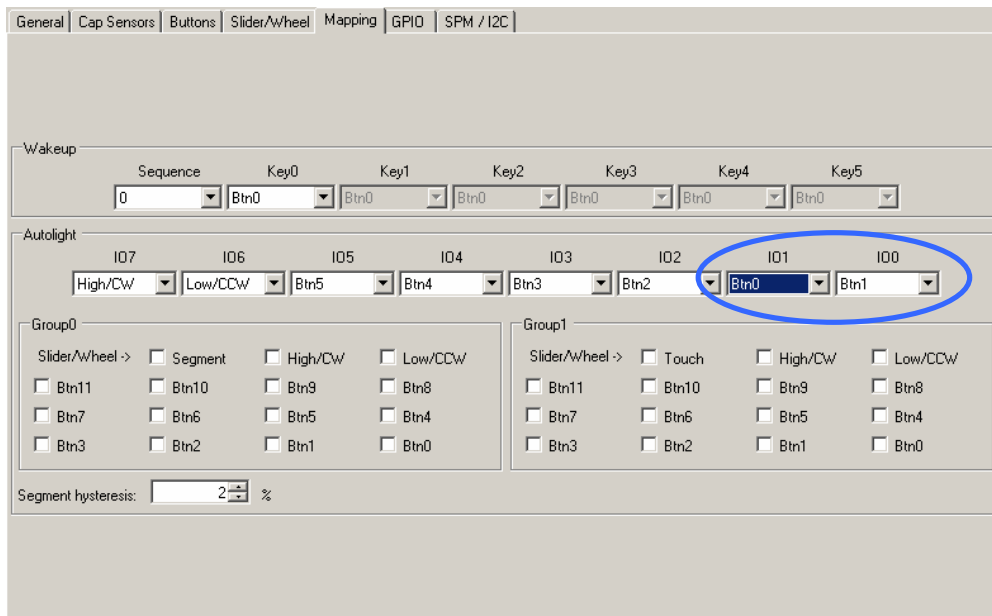 General Cap Sensors Buttons Slider/Wheel Mapping GPIO SPM / I2C
Wakeup
Sequence Key0 Key1 Key2 Key3 Key4 Key5
0 Btn0 Btn0 Btn0 Btn0 Btn0 Btn0
Autolight
IO7 IO6 IO5 IO4 IO3 IO2 IO1 IO0
High/CW Low/CCW Btn5 Btn4 Btn3 Btn2 Btn0 Btn1
Group0 Group1
Slider/Wheel -> Segment High/CW Low/CCW Slider/Wheel -> Touch High/CW Low/CCW
Btn11 Btn10 Btn9 Btn8 Btn11 Btn10 Btn9 Btn8
Btn7 Btn6 Btn5 Btn4 Btn7 Btn6 Btn5 Btn4
Btn3 Btn2 Btn1 Btn0 Btn3 Btn2 Btn1 Btn0
Segment hysteresis: 2 %